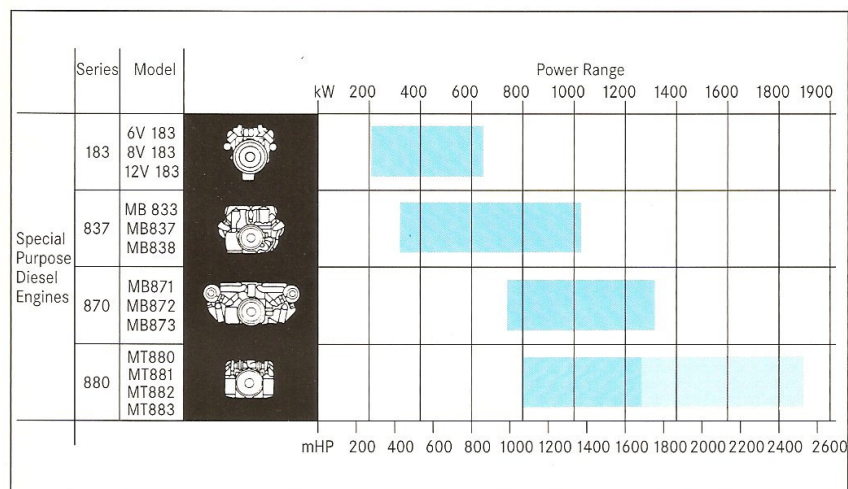 Series Model Power Range
kW 200 400 600 800 1000 1200 1400 1600 1800 1900
Special
Purpose
Diesel
Engines
183
6V 183
8V 183
12V 183
837
MB 833
MB837
MB838
870
MB871
MB872
MB873
880
MT880
MT881
MT882
MT883
mHP 200 400 600 800 1000 1200 1400 1600 1800 2000 2200 2400 2600